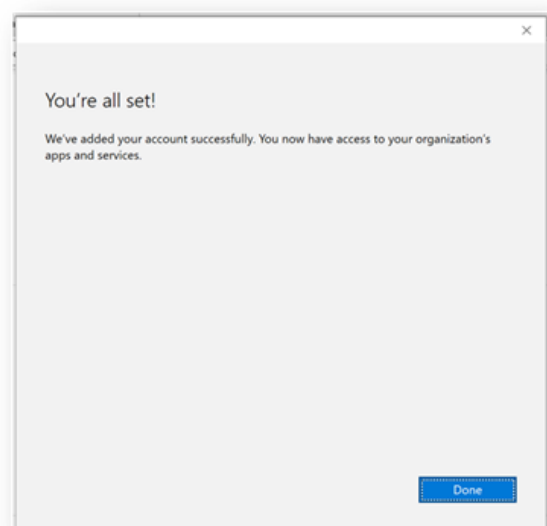 You're all set!
We've added your account successfully. You now have access to your organization's
apps and services.
Done